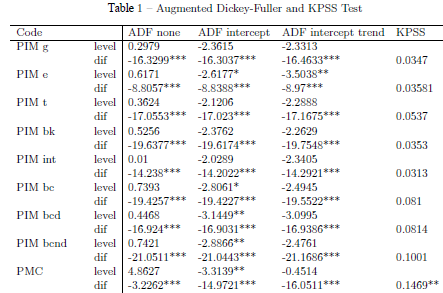 Table 1 – Augmented Dickey-Fuller and KPSS Test
Code ADF none ADF intercept ADF intercept trend KPSS
PIM g level 0.2979 -2.3615 -2.3313
dif -16.3299*** -16.3037*** -16.4633*** 0.0347
PIM e level 0.6171 -2.6177* -3.5038**
dif -8.8057*** -8.8388*** -8.97*** 0.03581
PIM t level 0.3624 -2.1206 -2.2888
dif -17.0553*** -17.023*** -17.1675*** 0.0537
PIM bk level 0.5256 -2.3762 -2.2629
dif -19.6377*** -19.6174*** -19.7548*** 0.0353
PIM int level 0.01 -2.0289 -2.3405
dif -14.238*** -14.2022*** -14.2921*** 0.0313
PIM bc level 0.7393 -2.8061* -2.4945
dif -19.4257*** -19.4227*** -19.5522*** 0.081
PIM bcd level 0.4468 -3.1449** -3.0995
dif -16.924*** -16.9031*** -16.9386*** 0.0814
PIM bcnd level 0.7421 -2.8866** -2.4761
dif -21.0511*** -21.0443*** -21.1686*** 0.1001
PMC level 4.8627 -3.3139** -0.4514
dif -3.2262*** -14.9721*** -16.0511*** 0.1469**